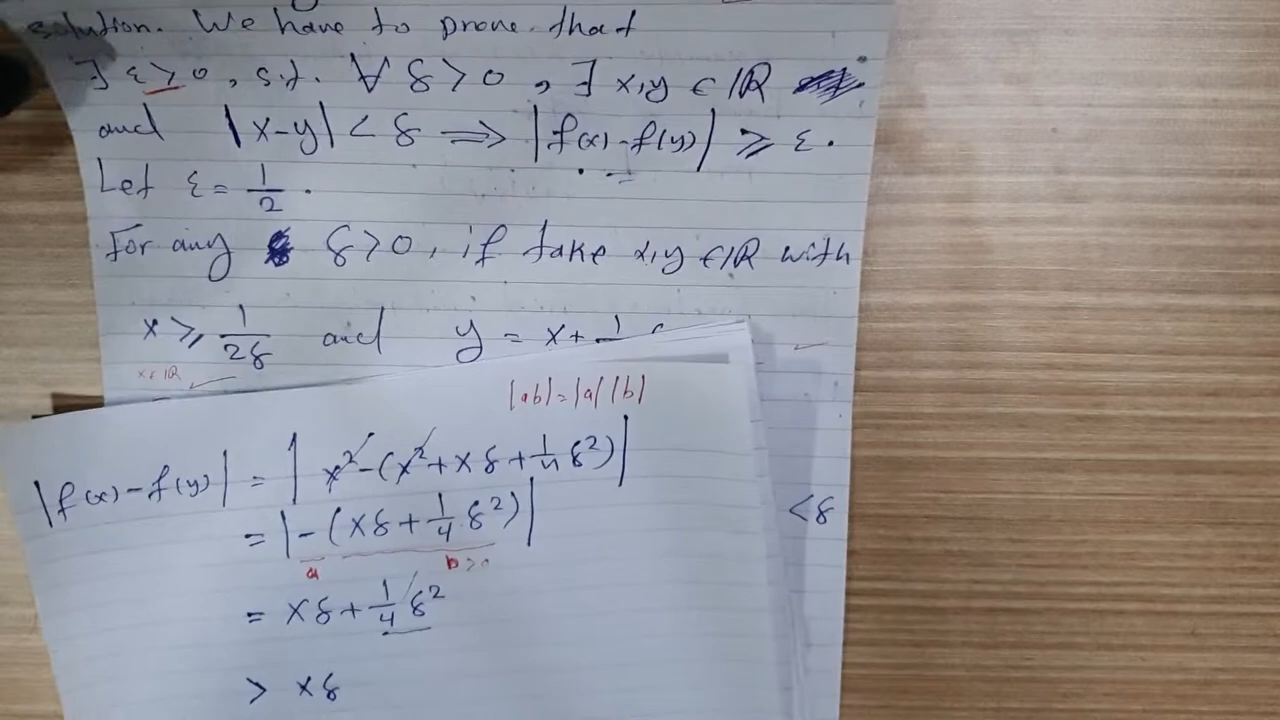 solution. We have to prove that
∃ ε > 0, s.t. ∀ δ > 0, ∃ x,y ∈ ℝ
and |x-y| < δ ⟹ |f(x)-f(y)| ≥ ε.
Let ε = 1/2.
For any δ > 0, if take x,y ∈ ℝ with
x ≥ 1/2δ and y = x + 1
x ∈ ℝ
|ab| = |a| |b|
|f(x)-f(y)| = | x² - (x² + xδ + 1/4 δ²) |
= | - (xδ + 1/4 δ²) |
< δ
a b > 0
= xδ + 1/4 δ²
> xδ